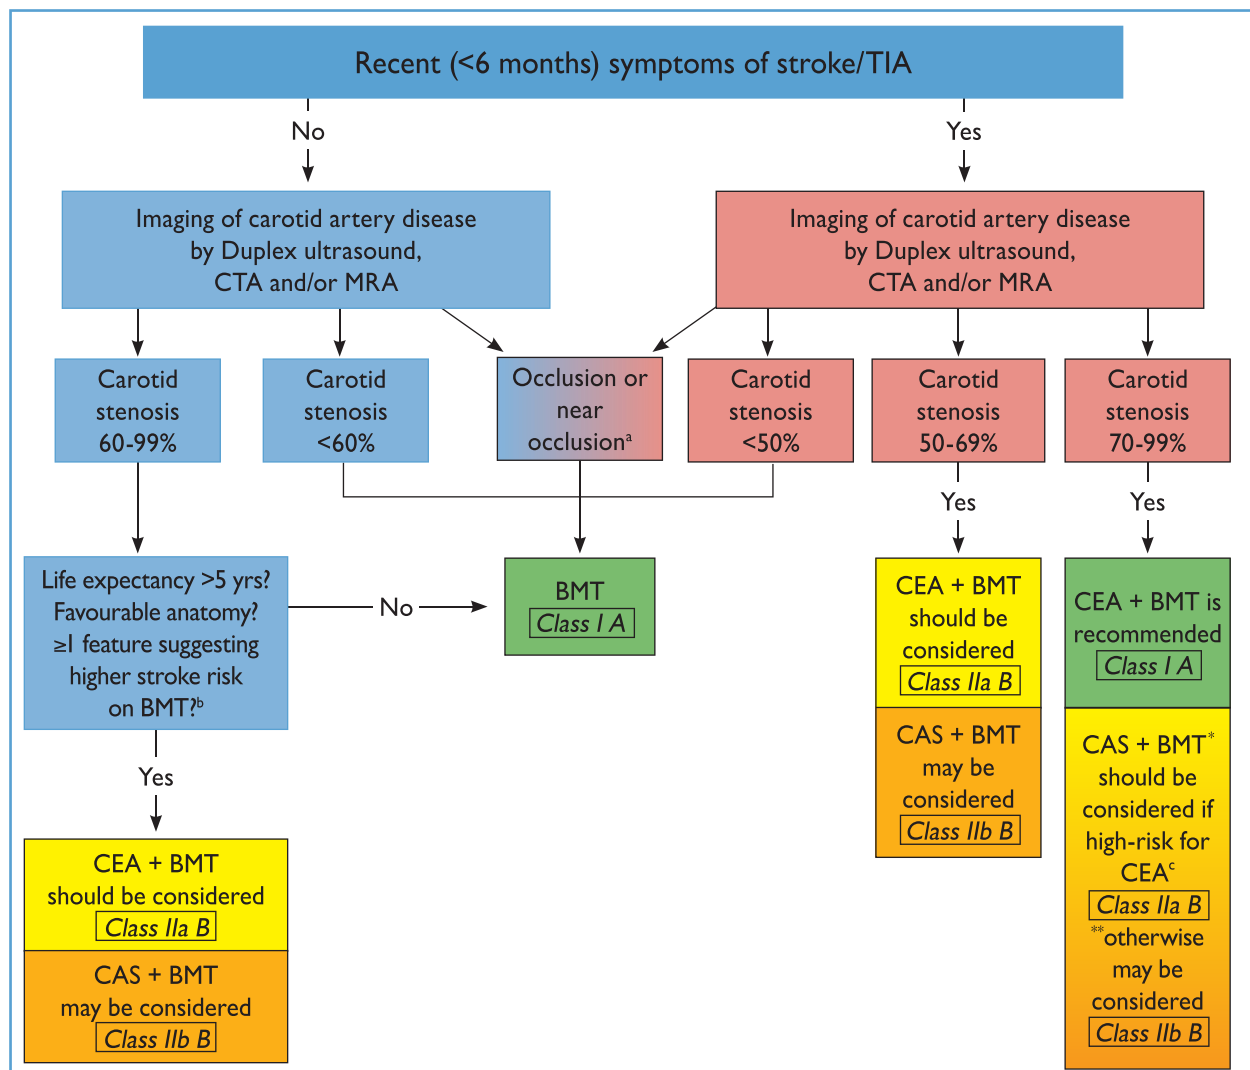 Recent (<6 months) symptoms of stroke/TIA
No
Yes
Imaging of carotid artery disease
by Duplex ultrasound,
CTA and/or MRA
Imaging of carotid artery disease
by Duplex ultrasound,
CTA and/or MRA
Carotid
stenosis
60-99%
Carotid
stenosis
<60%
Occlusion or
near
occlusionᵃ
Carotid
stenosis
<50%
Carotid
stenosis
50-69%
Carotid
stenosis
70-99%
Yes
Yes
Life expectancy >5 yrs?
Favourable anatomy?
≥1 feature suggesting
higher stroke risk
on BMT?ᵇ
No
BMT
Class I A
CEA + BMT
should be
considered
Class IIa B
CAS + BMT
may be
considered
Class IIb B
CEA + BMT is
recommended
Class I A
CAS + BMT*
should be
considered if
high-risk for
CEAᶜ
Class IIa B
**otherwise
may be
considered
Class IIb B
Yes
CEA + BMT
should be considered
Class IIa B
CAS + BMT
may be considered
Class IIb B